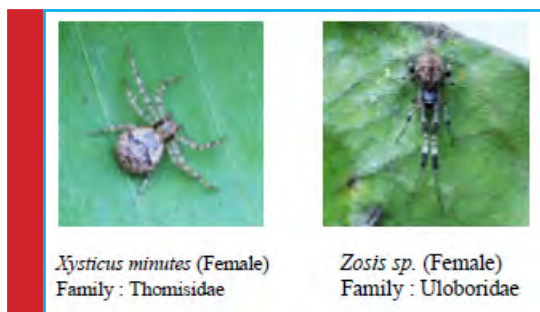 Xysticus minutes (Female)
Family : Thomisidae
Zosis sp. (Female)
Family : Uloboridae